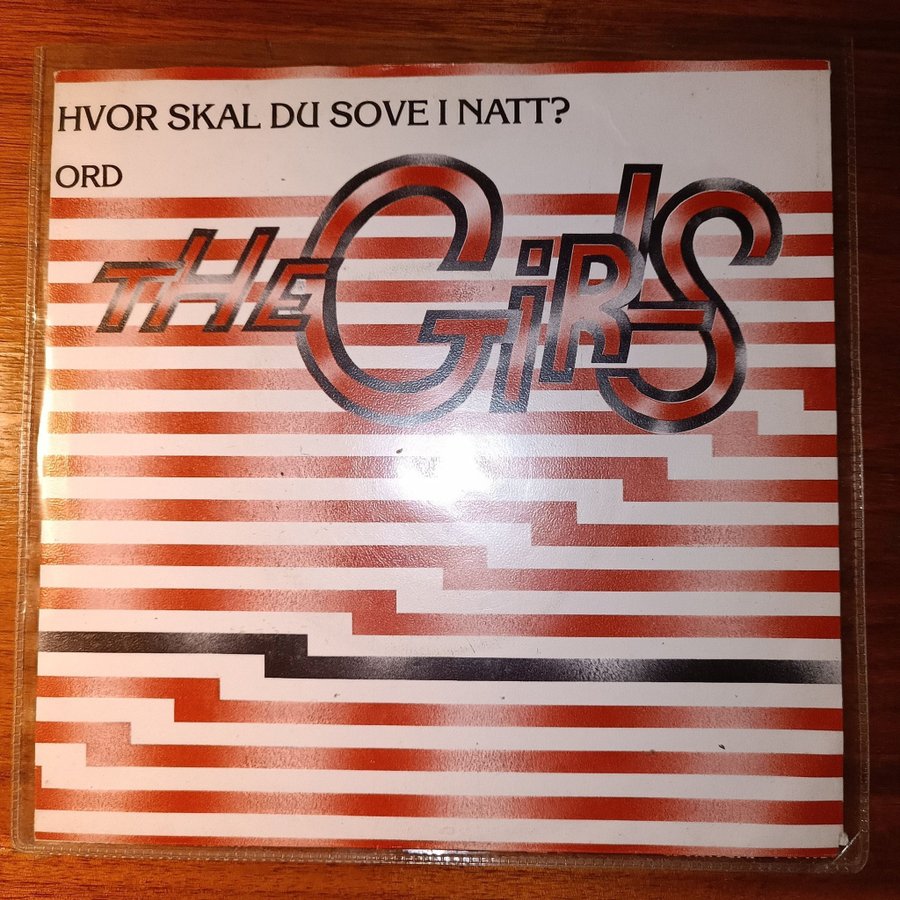 HVOR SKAL DU SOVE I NATT?
ORD
THE GiRLS